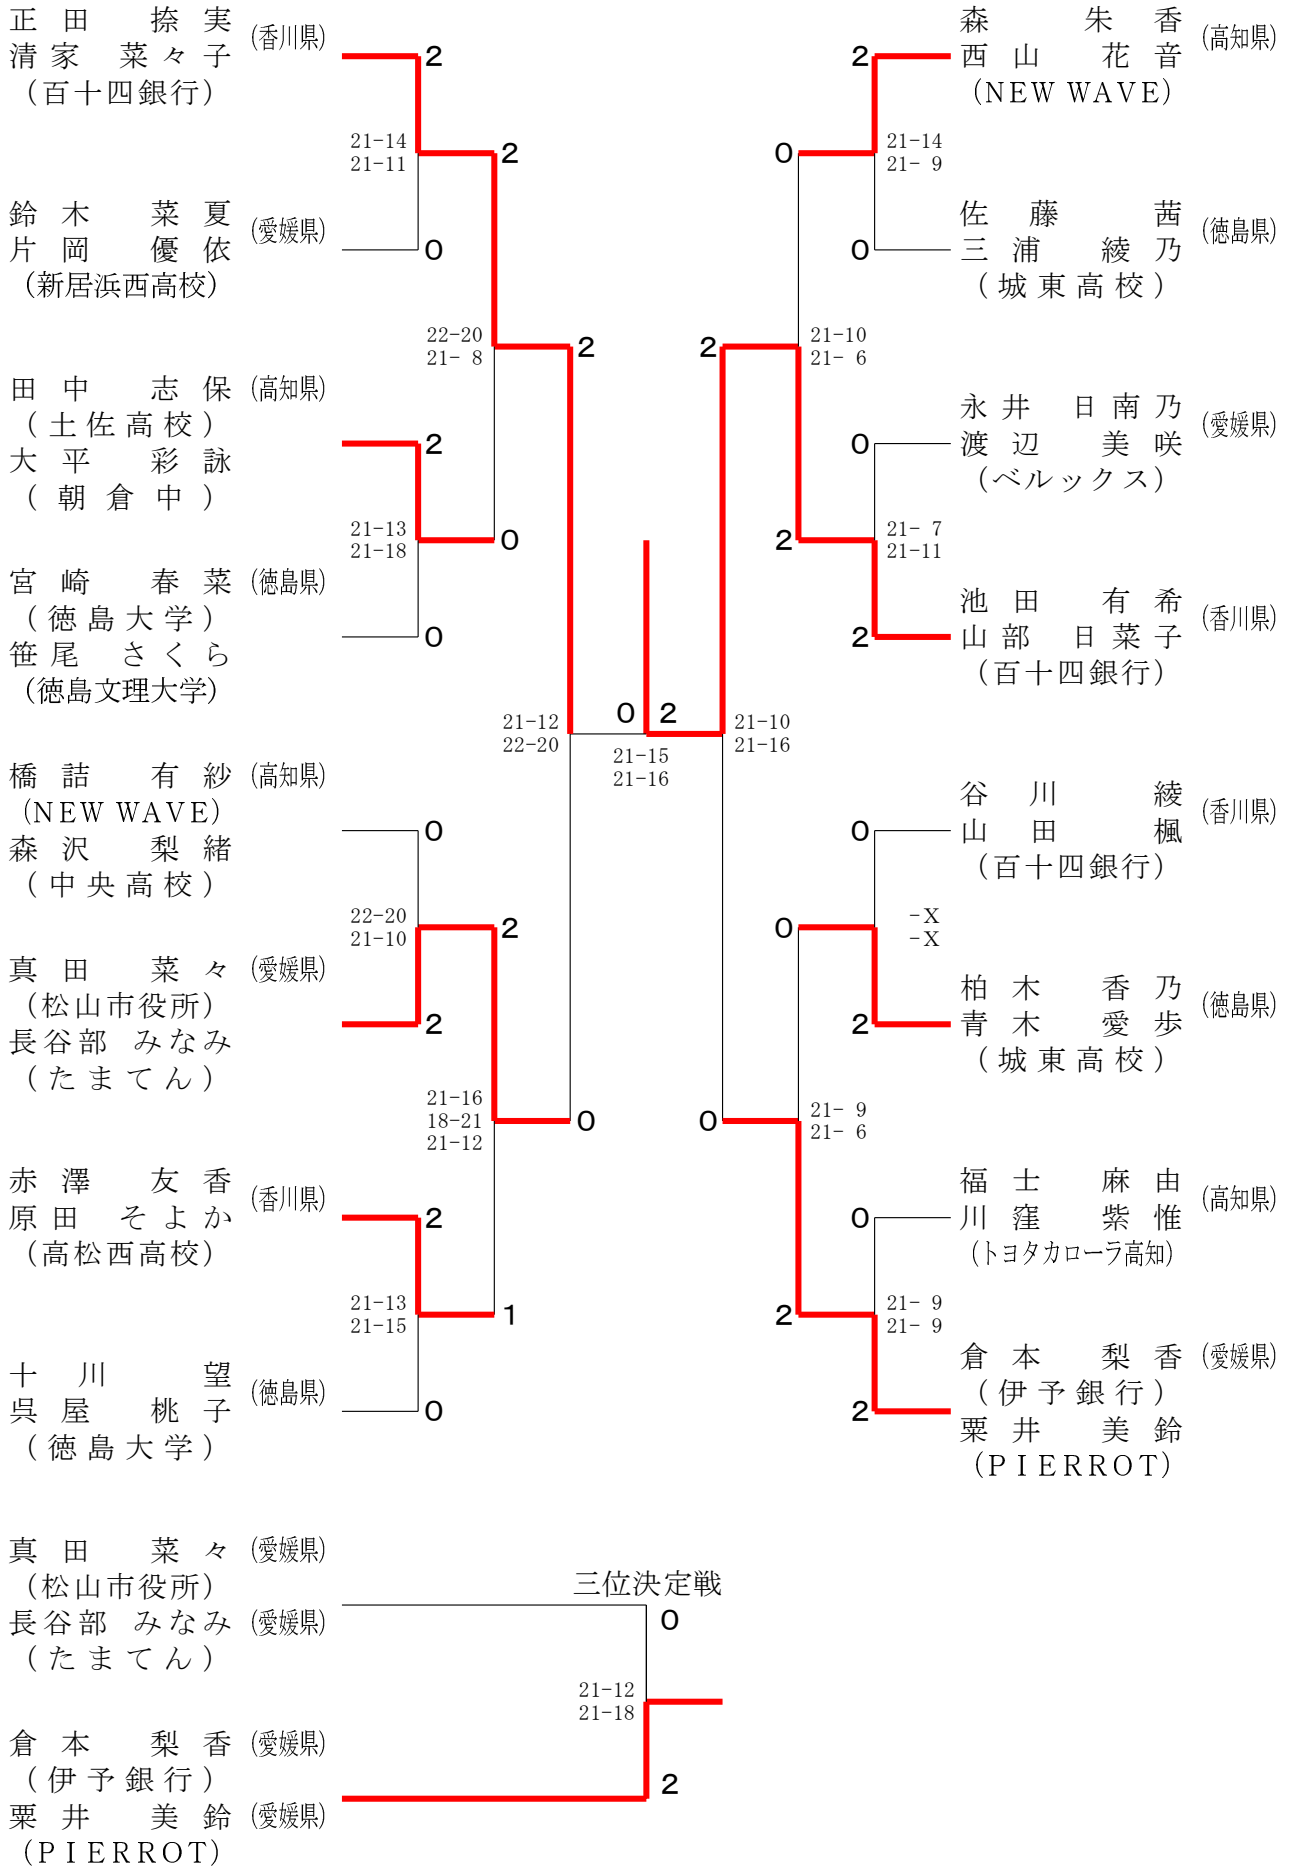 正田 捺実 (香川県)
清家 菜々子
(百十四銀行)
2
21-14
21-11
2
鈴木 菜夏 (愛媛県)
片岡 優依
(新居浜西高校)
0
22-20
21- 8
2
田中 志保 (高知県)
(土佐高校)
大平 彩詠
(朝倉中)
2
21-13
21-18
0
宮崎 春菜 (徳島県)
(徳島大学)
笹尾 さくら
(徳島文理大学)
0
21-12
22-20
橋詰 有紗 (高知県)
(NEW WAVE)
森沢 梨緒
(中央高校)
0
22-20
21-10
2
真田 菜々 (愛媛県)
(松山市役所)
長谷部 みなみ
(たまてん)
2
21-16
18-21
21-12
0
赤澤 友香 (香川県)
原田 そよか
(高松西高校)
2
21-13
21-15
1
十川 望 (徳島県)
呉屋 桃子
(徳島大学)
0
0 2
21-15
21-16
森 朱香 (高知県)
西山 花音
(NEW WAVE)
2
0
21-14
21- 9
佐藤 茜 (徳島県)
三浦 綾乃
(城東高校)
0
2
21-10
21- 6
永井 日南乃 (愛媛県)
渡辺 美咲
(ベルックス)
0
2
21- 7
21-11
池田 有希 (香川県)
山部 日菜子
(百十四銀行)
2
21-10
21-16
谷川 綾 (香川県)
山田 楓
(百十四銀行)
0
0
-X
-X
柏木 香乃 (徳島県)
青木 愛歩
(城東高校)
2
0
21- 9
21- 6
福士 麻由 (高知県)
川窪 紫惟
(トヨタカローラ高知)
0
2
21- 9
21- 9
倉本 梨香 (愛媛県)
(伊予銀行)
粟井 美鈴
(PIERROT)
2
真田 菜々 (愛媛県)
(松山市役所)
三位決定戦
長谷部 みなみ (愛媛県)
(たまてん)
0
21-12
21-18
倉本 梨香 (愛媛県)
(伊予銀行)
2
粟井 美鈴 (愛媛県)
(PIERROT)